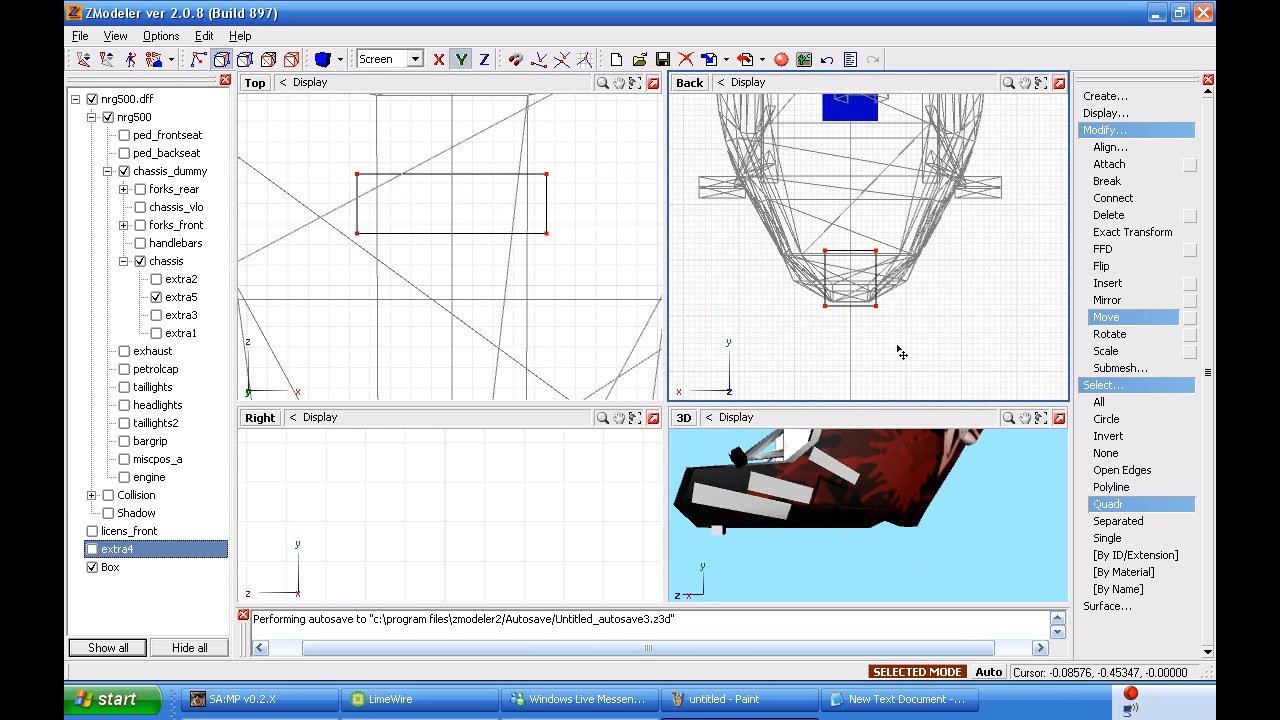 ZModeler ver 2.0.8 (Build 897)
File View Options Edit Help
Screen X Y Z
nrg500.dff
nrg500
ped_frontseat
ped_backseat
chassis_dummy
forks_rear
chassis_vlo
forks_front
handlebars
chassis
extra2
extra5
extra3
extra1
exhaust
petrolcap
taillights
headlights
taillights2
bargrip
miscpos_a
engine
Collision
Shadow
licens_front
extra4
Box
Show all Hide all
Top < Display
z
y x
Back < Display
y
x z
Right < Display
y
z x
3D < Display
y
z x
Performing autosave to "c:\program files\zmodeler2/Autosave/Untitled_autosave3.z3d"
Create...
Display...
Modify...
Align...
Attach
Break
Connect
Delete
Exact Transform
FFD
Flip
Insert
Mirror
Move
Rotate
Scale
Submesh...
Select...
All
Circle
Invert
None
Open Edges
Polyline
Quadr
Separated
Single
[By ID/Extension]
[By Material]
[By Name]
Surface...
SELECTED MODE Auto Cursor: -0.08576, -0.45347, -0.00000
start SA:MP v0.2.X LimeWire Windows Live Messen... untitled - Paint New Text Document -...